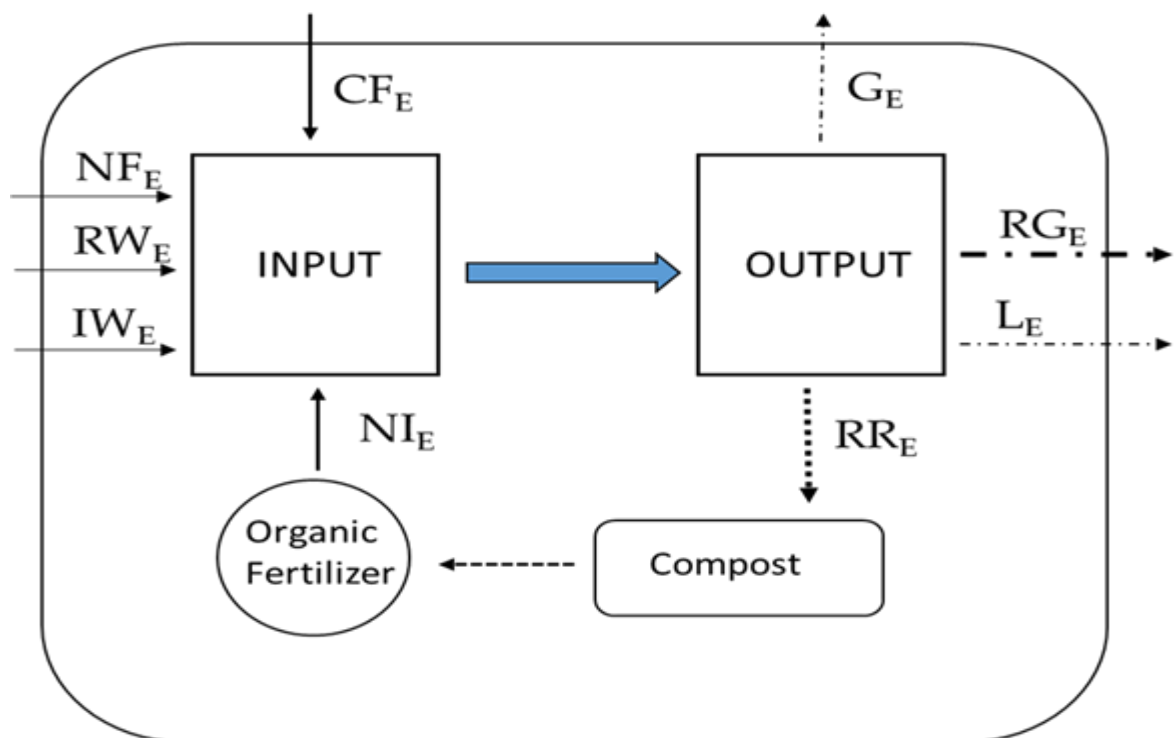 CF_E
G_E
NF_E
RW_E
IW_E
INPUT
OUTPUT
RG_E
L_E
NI_E
RR_E
Organic
Fertilizer
Compost